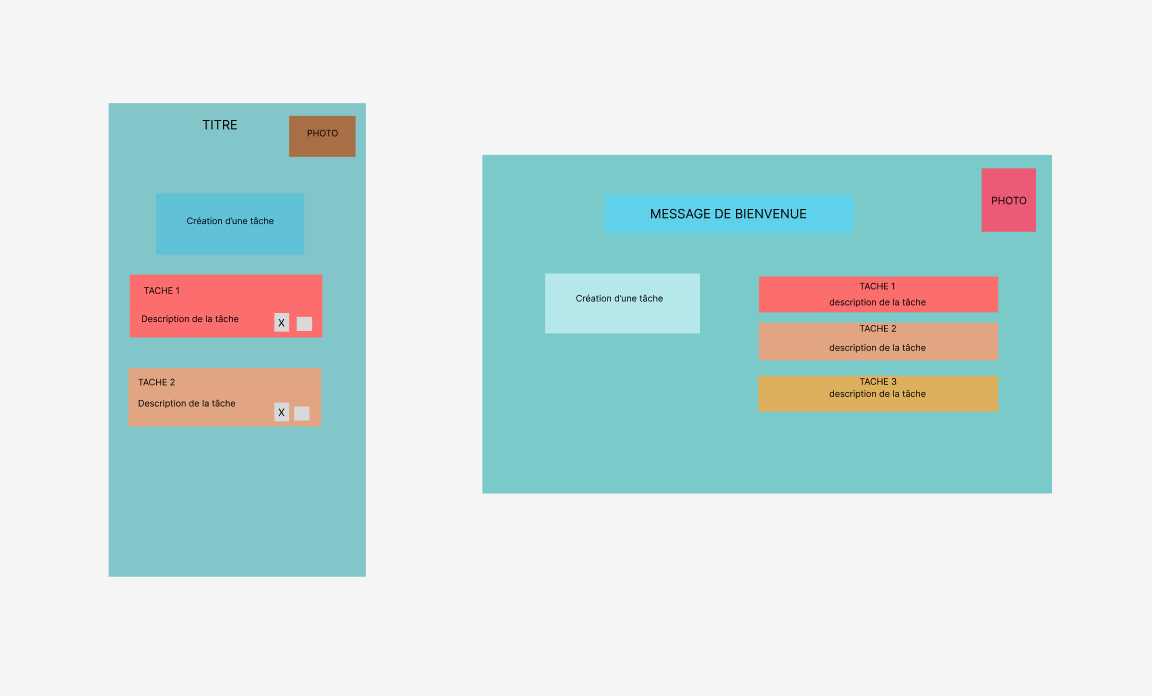 TITRE
PHOTO
Création d'une tâche
TACHE 1
Description de la tâche
X
TACHE 2
Description de la tâche
X
MESSAGE DE BIENVENUE
PHOTO
Création d'une tâche
TACHE 1
description de la tâche
TACHE 2
description de la tâche
TACHE 3
description de la tâche